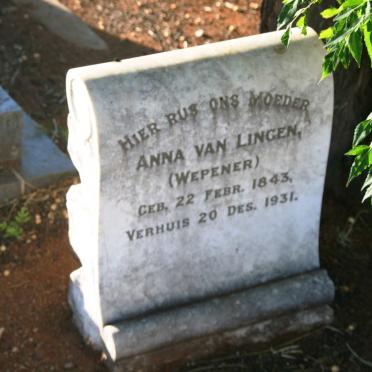 HIER RUS ONS MOEDER
ANNA VAN LINGEN,
(WEPENER)
GEB. 22 FEBR. 1843,
VERHUIS 20 DES. 1931.